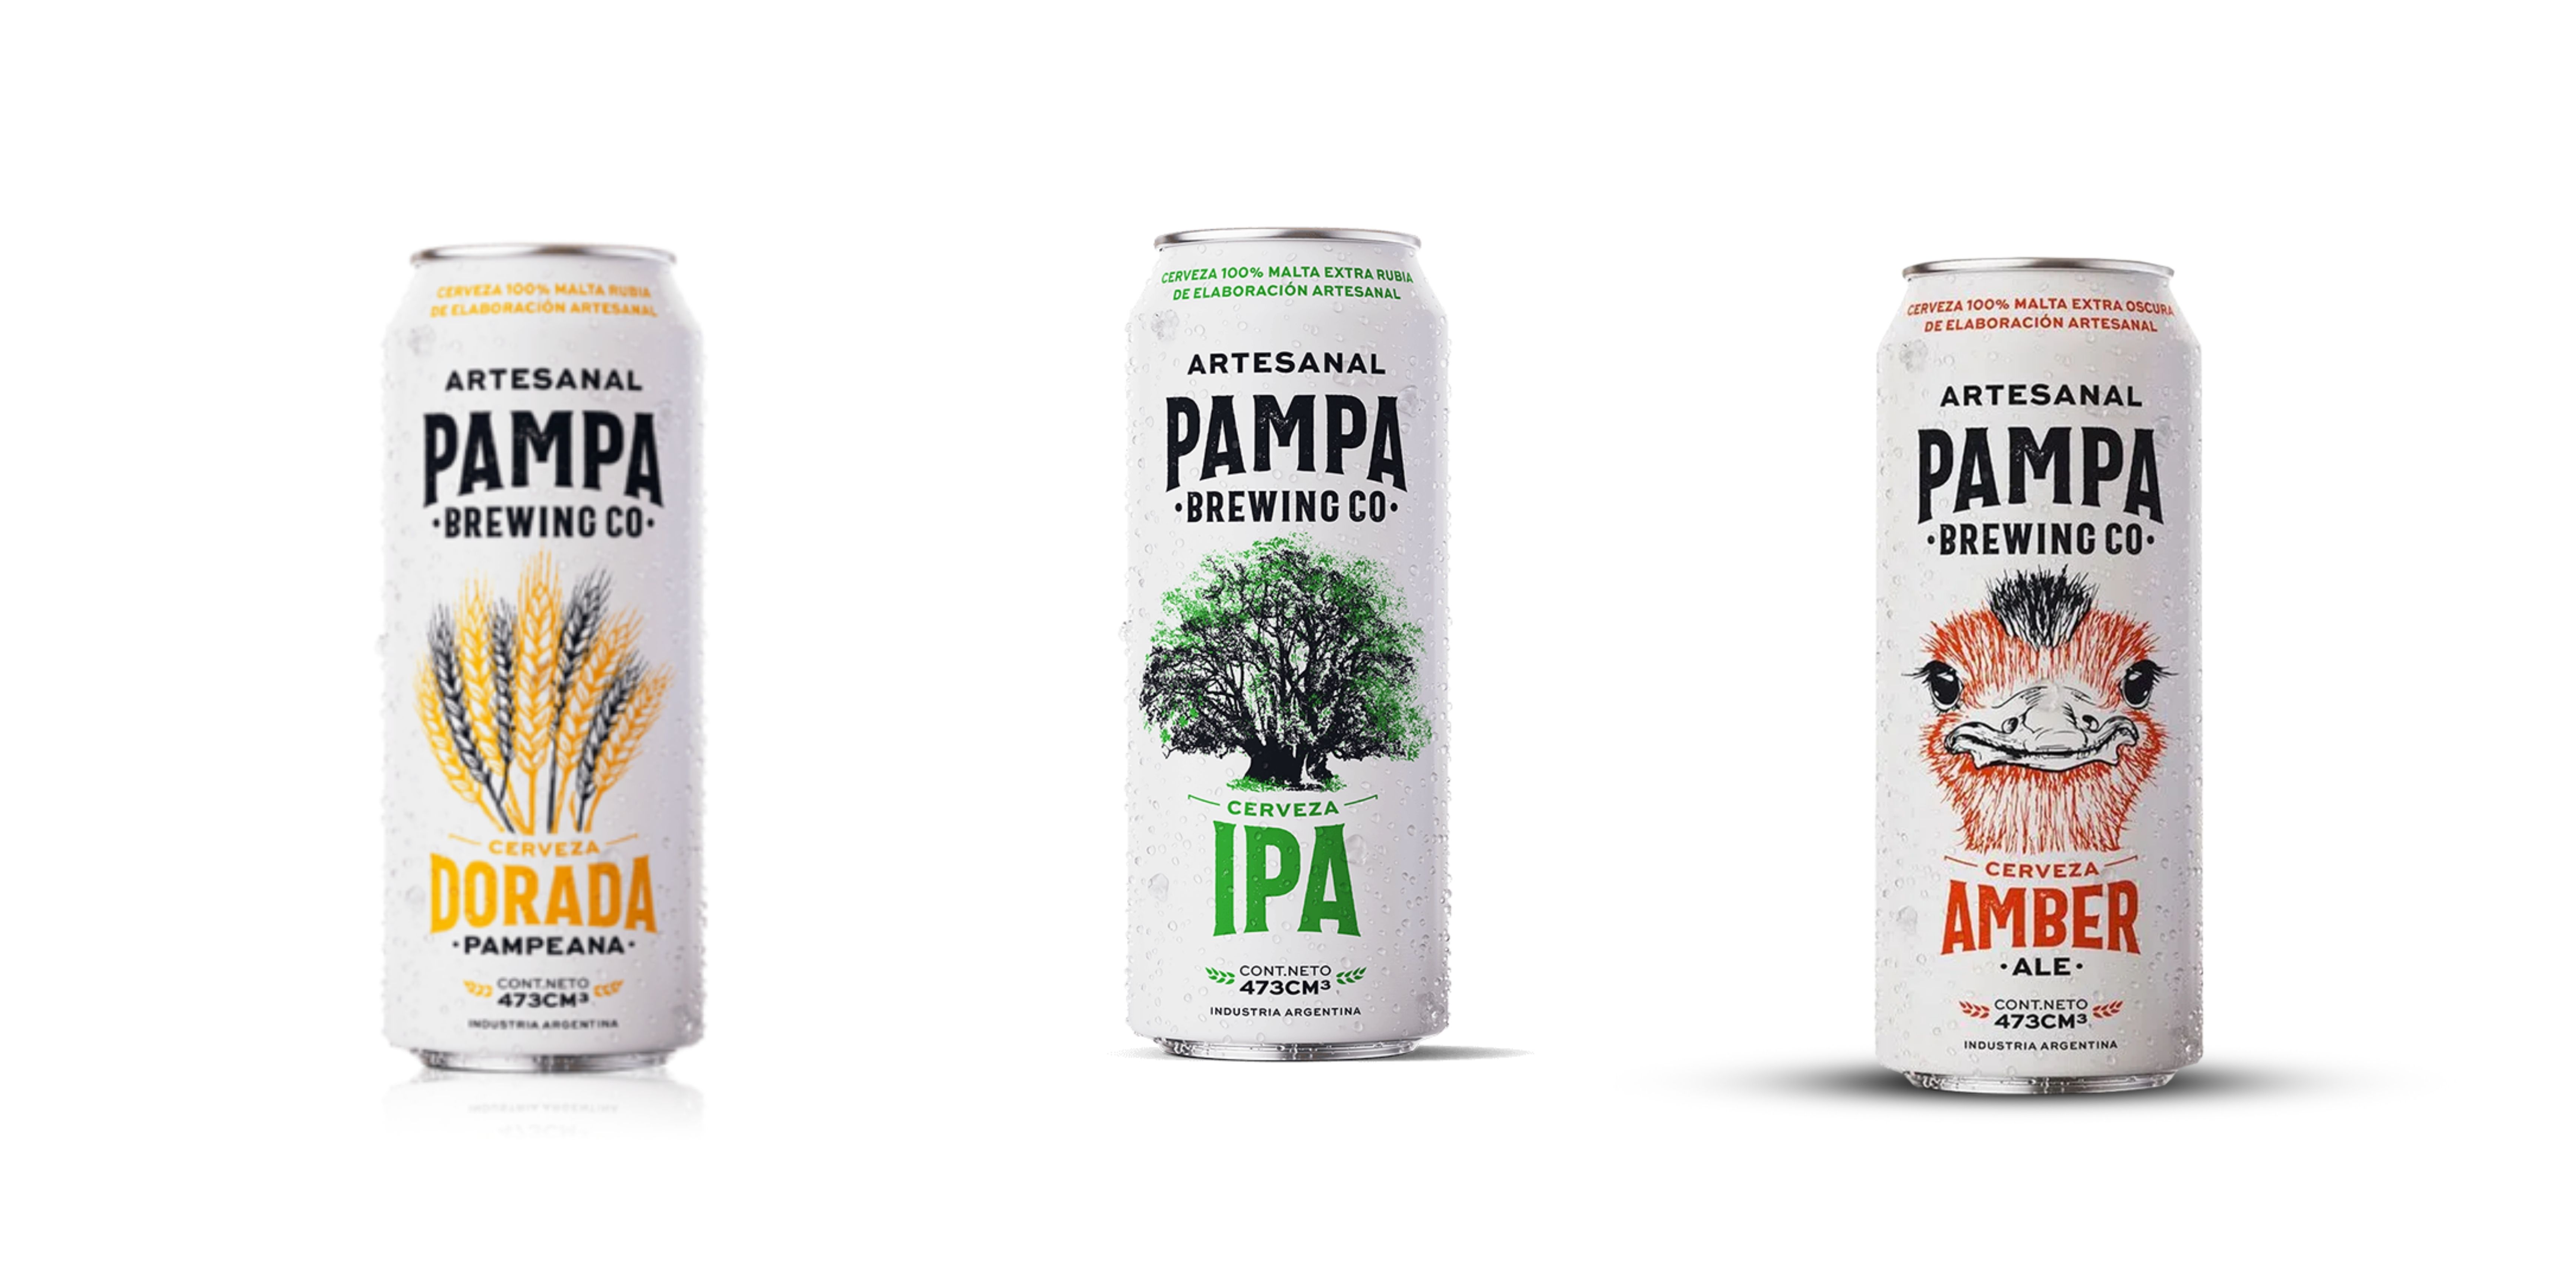 CERVEZA 100% MALTA RUBIA
DE ELABORACIÓN ARTESANAL
ARTESANAL
PAMPA
·BREWING CO·
CERVEZA
DORADA
·PAMPEANA·
CONT.NETO
473CM³
INDUSTRIA ARGENTINA
CERVEZA 100% MALTA EXTRA RUBIA
DE ELABORACIÓN ARTESANAL
ARTESANAL
PAMPA
·BREWING CO·
CERVEZA
IPA
CONT.NETO
473CM³
INDUSTRIA ARGENTINA
CERVEZA 100% MALTA EXTRA OSCURA
DE ELABORACIÓN ARTESANAL
ARTESANAL
PAMPA
·BREWING CO·
CERVEZA
AMBER
·ALE·
CONT.NETO
473CM³
INDUSTRIA ARGENTINA